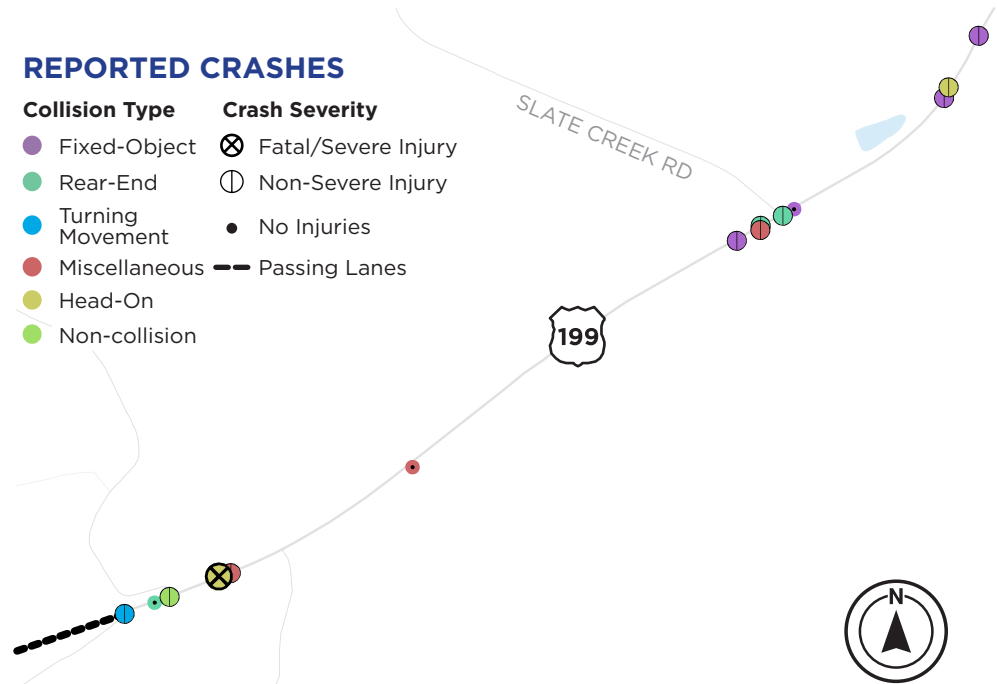 REPORTED CRASHES
Collision Type
Crash Severity
Fixed-Object
Fatal/Severe Injury
Rear-End
Non-Severe Injury
Turning
Movement
No Injuries
Miscellaneous
Passing Lanes
Head-On
Non-collision
SLATE CREEK RD
199
N